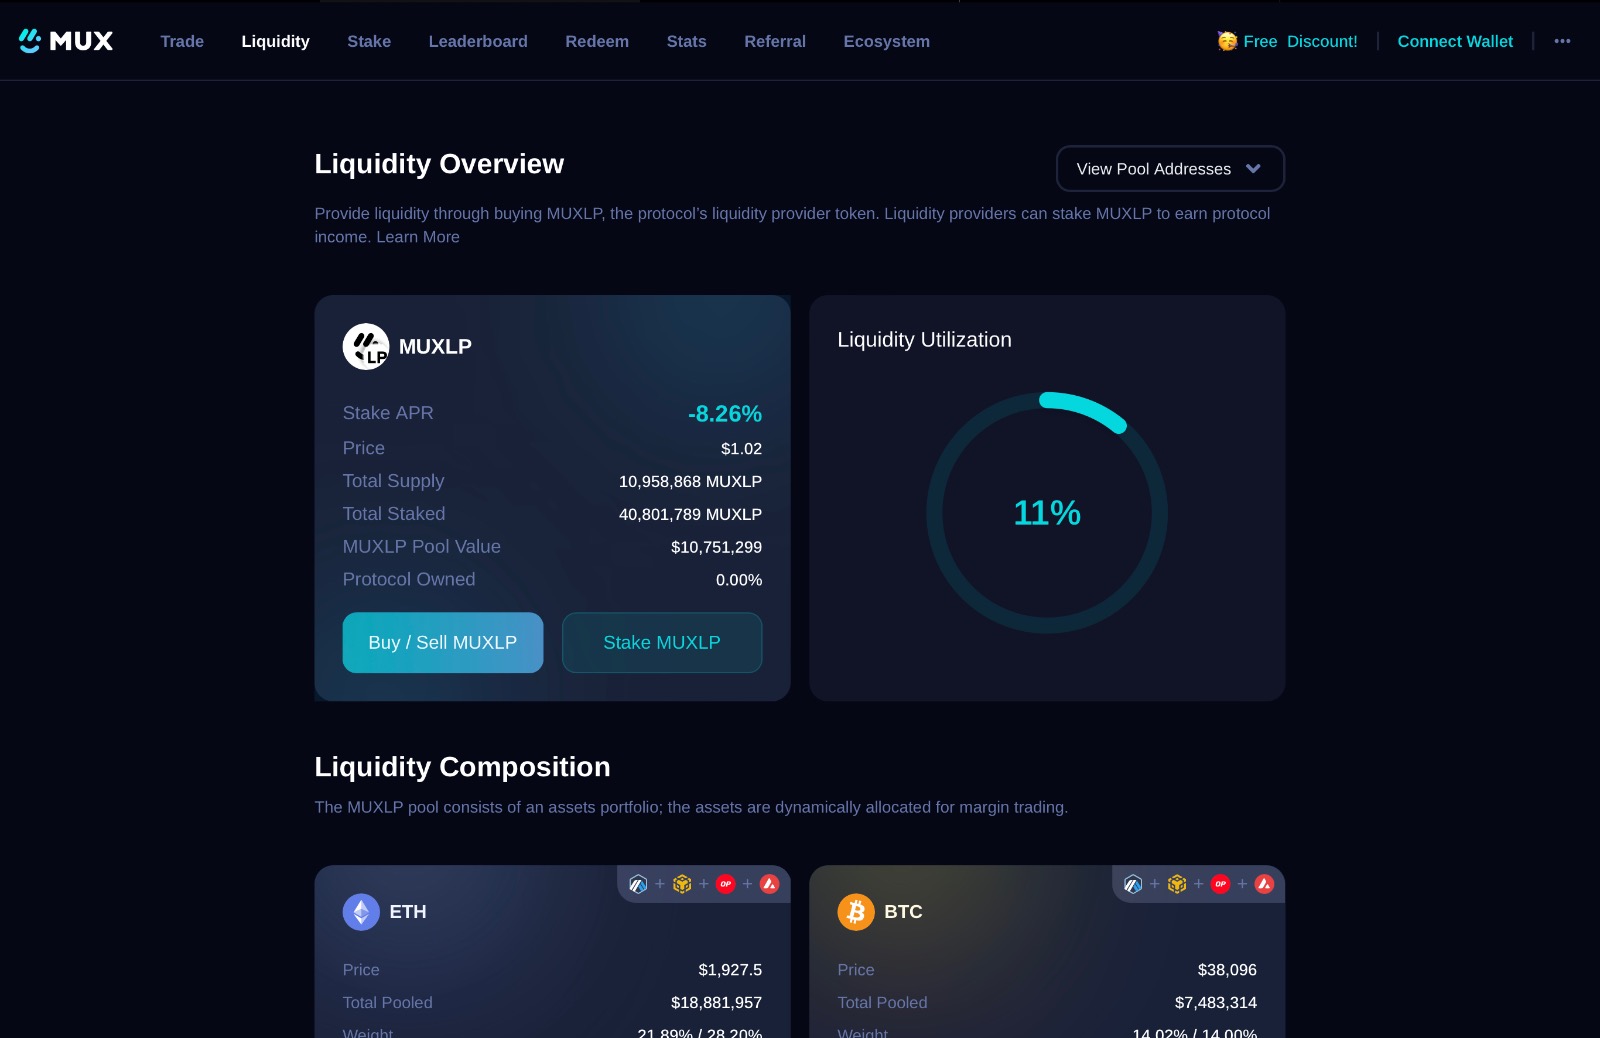 MUX
Trade
Liquidity
Stake
Leaderboard
Redeem
Stats
Referral
Ecosystem
Free Discount!
Connect Wallet
Liquidity Overview
View Pool Addresses
Provide liquidity through buying MUXLP, the protocol’s liquidity provider token. Liquidity providers can stake MUXLP to earn protocol
income. Learn More
LP
MUXLP
Stake APR
-8.26%
Price
$1.02
Total Supply
10,958,868 MUXLP
Total Staked
40,801,789 MUXLP
MUXLP Pool Value
$10,751,299
Protocol Owned
0.00%
Buy / Sell MUXLP
Stake MUXLP
Liquidity Utilization
11%
Liquidity Composition
The MUXLP pool consists of an assets portfolio; the assets are dynamically allocated for margin trading.
+ + OP +
ETH
Price
$1,927.5
Total Pooled
$18,881,957
Weight
21.89% / 28.20%
+ + OP +
BTC
Price
$38,096
Total Pooled
$7,483,314
Weight
14.02% / 14.00%